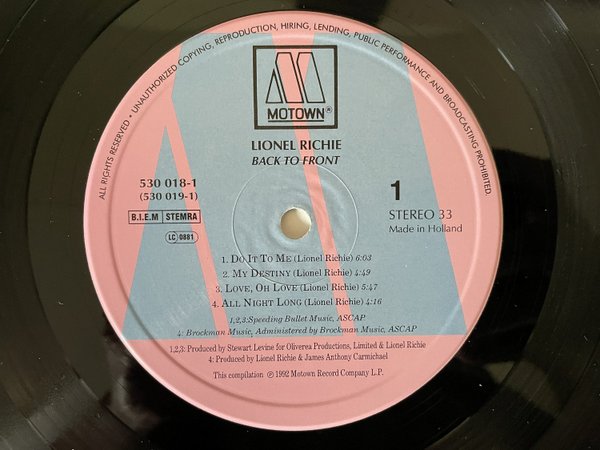 ALL RIGHTS RESERVED • UNAUTHORIZED COPYING, REPRODUCTION, HIRING, LENDING, PUBLIC PERFORMANCE AND BROADCASTING PROHIBITED.
MOTOWN®
LIONEL RICHIE
BACK TO FRONT
530 018-1
(530 019-1)
1
B.I.E.M STEMRA
STEREO 33
Made in Holland
LC 0881
1. DO IT TO ME (Lionel Richie) 6:03
2. MY DESTINY (Lionel Richie) 4:49
3. LOVE, OH LOVE (Lionel Richie) 5:47
4. ALL NIGHT LONG (Lionel Richie) 4:16
1,2,3:Speeding Bullet Music, ASCAP
4: Brockman Music, Administered by Brockman Music, ASCAP
1,2,3: Produced by Stewart Levine for Oliverea Productions, Limited & Lionel Richie
4: Produced by Lionel Richie & James Anthony Carmichael
This compilation ℗ 1992 Motown Record Company L.P.